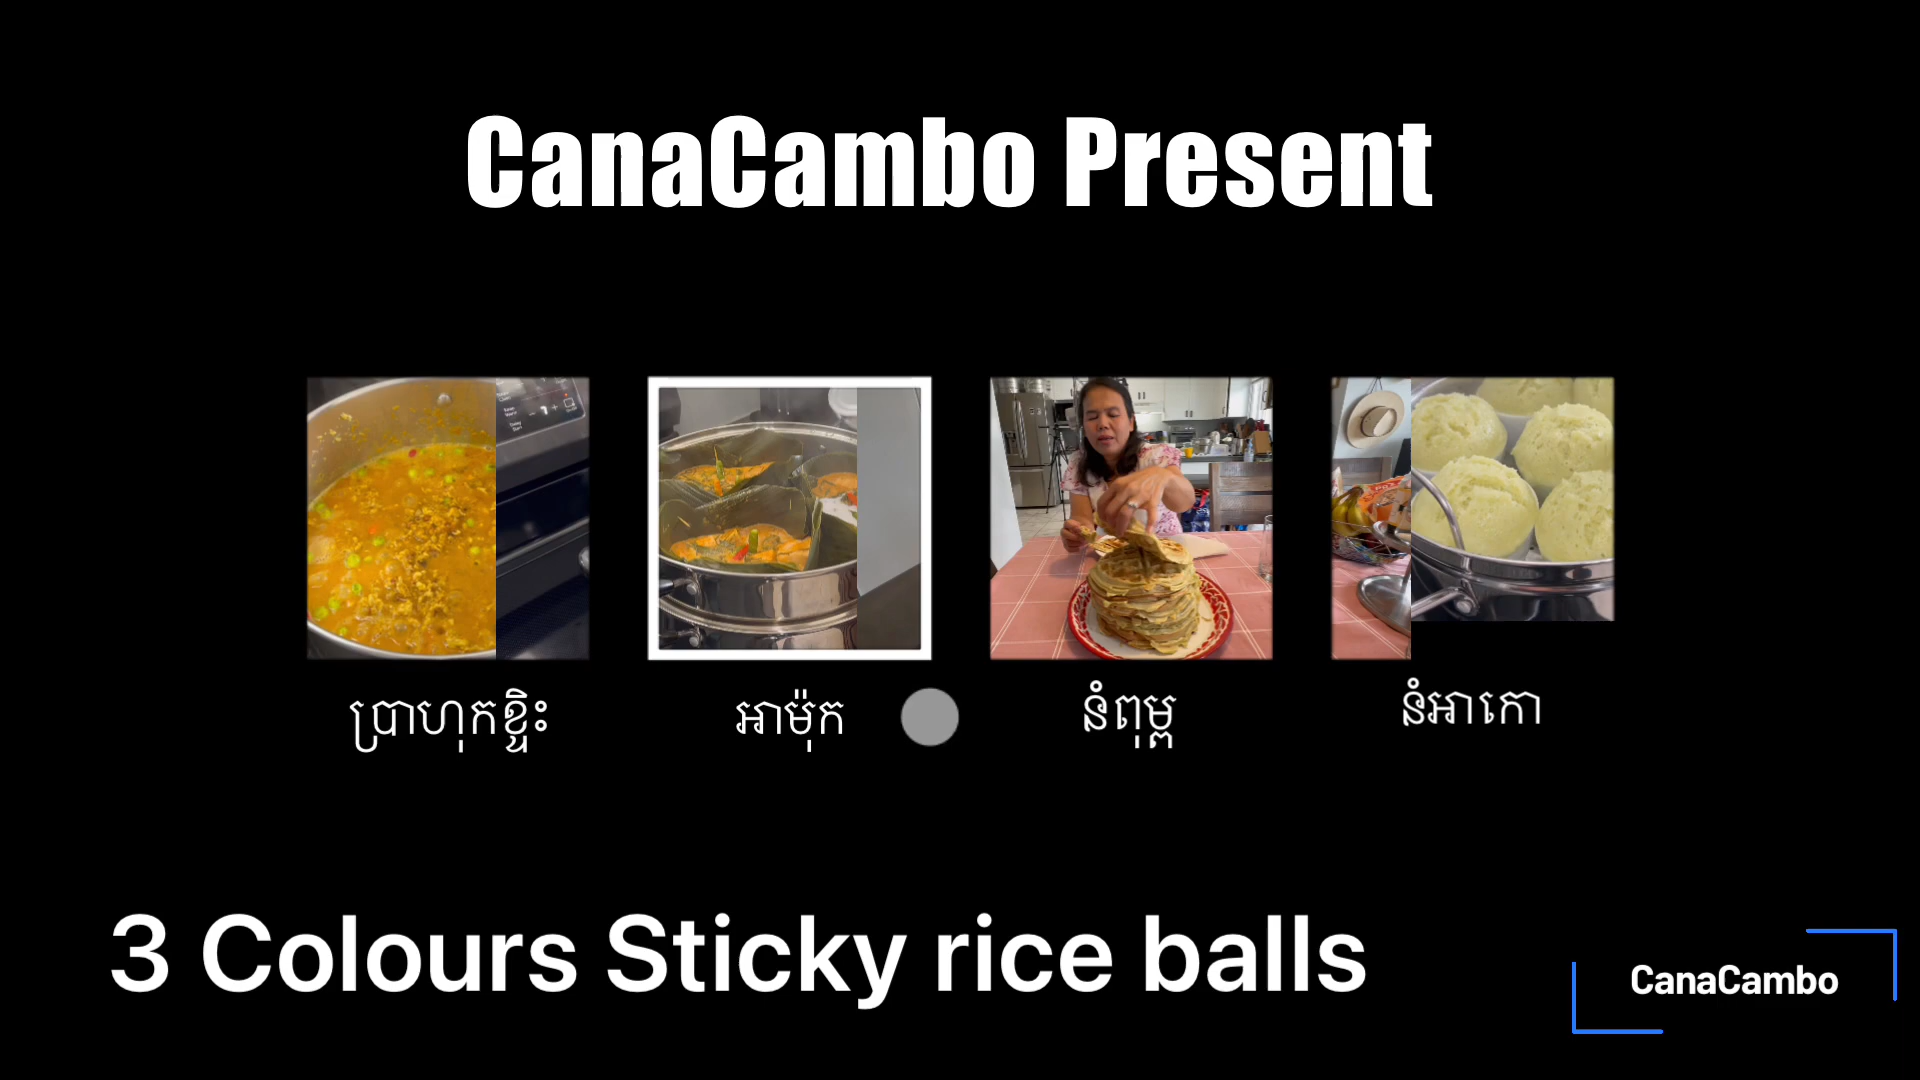 CanaCambo Present
ប្រាហុកខ្ទិះ
អាម៉ុក
នំពុម្ព
នំអាកោ
3 Colours Sticky rice balls
CanaCambo